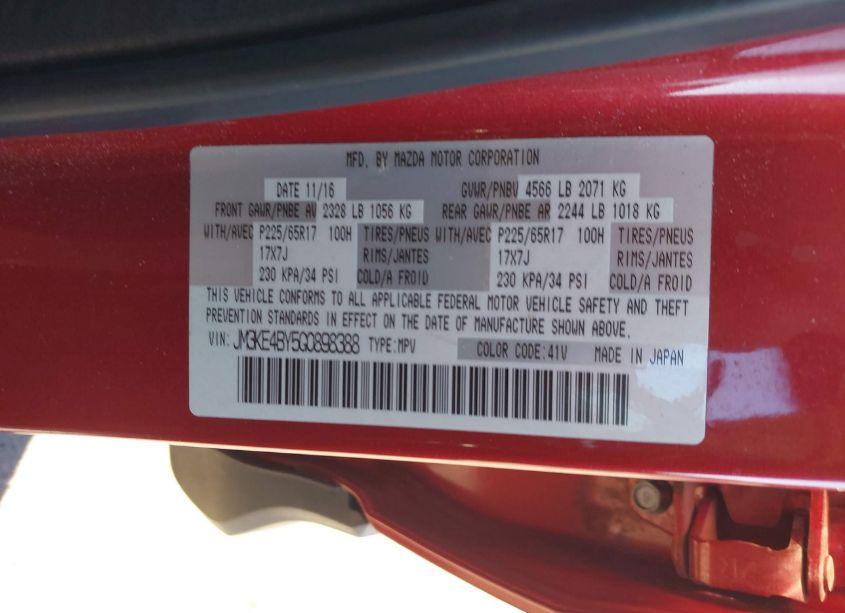 MFD. BY MAZDA MOTOR CORPORATION
DATE 11/16 GVWR/PNBV 4566 LB 2071 KG
FRONT GAWR/PNBE AV 2328 LB 1056 KG REAR GAWR/PNBE AR 2244 LB 1018 KG
WITH/AVEC P225/65R17 100H TIRES/PNEUS WITH/AVEC P225/65R17 100H TIRES/PNEUS
17X7J RIMS/JANTES 17X7J RIMS/JANTES
230 KPA/34 PSI COLD/A FROID 230 KPA/34 PSI COLD/A FROID
THIS VEHICLE CONFORMS TO ALL APPLICABLE FEDERAL MOTOR VEHICLE SAFETY AND THEFT
PREVENTION STANDARDS IN EFFECT ON THE DATE OF MANUFACTURE SHOWN ABOVE.
VIN: JM3KE4BY5G0898388 TYPE:MPV COLOR CODE:41V MADE IN JAPAN